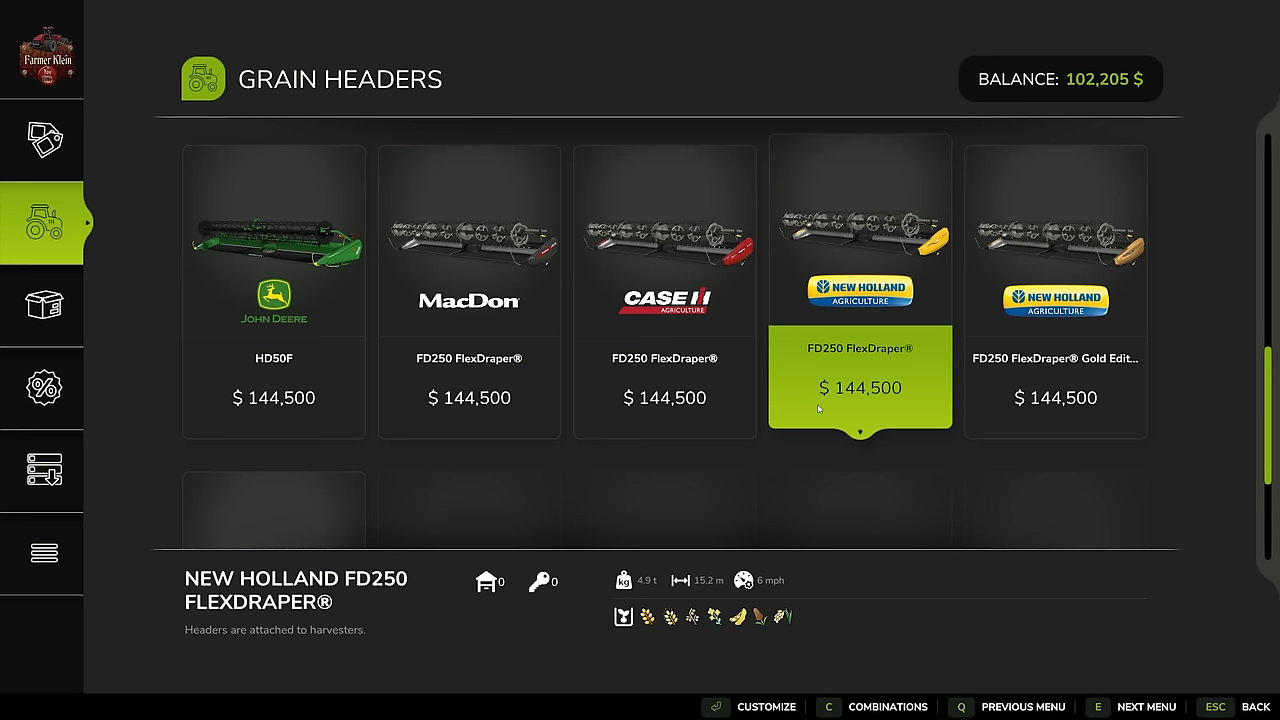 Farmer Klein
You
GRAIN HEADERS
BALANCE: 102,205 $
JOHN DEERE
MacDon
CASE IH
AGRICULTURE
NEW HOLLAND
AGRICULTURE
NEW HOLLAND
AGRICULTURE
HD50F
FD250 FlexDraper®
FD250 FlexDraper®
FD250 FlexDraper®
FD250 FlexDraper® Gold Edit...
$ 144,500
$ 144,500
$ 144,500
$ 144,500
$ 144,500
NEW HOLLAND FD250
FLEXDRAPER®
Headers are attached to harvesters.
0
0
kg 4.9 t
15.2 m
6 mph
CUSTOMIZE
C COMBINATIONS
Q PREVIOUS MENU
E NEXT MENU
ESC BACK